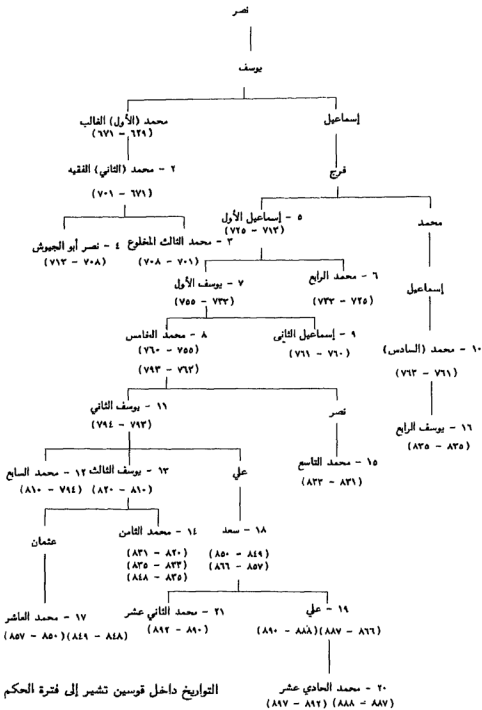 نصر
يوسف
محمد (الأول) الغالب
(٦٢٩ - ٦٧١)
إسماعيل
٢ - محمد (الثاني) الفقيه
(٦٧١ - ٧٠١)
فرج
٥ - إسماعيل الأول
(٧١٣ - ٧٢٥)
محمد
٣ - محمد الثالث المخلوع
(٧٠١ - ٧٠٨)
٤ - نصر أبو الجيوش
(٧٠٨ - ٧١٣)
٦ - محمد الرابع
(٧٢٥ - ٧٣٣)
٧ - يوسف الأول
(٧٣٣ - ٧٥٥)
إسماعيل
٨ - محمد الخامس
(٧٥٥ - ٧٦٠)
(٧٦٣ - ٧٩٣)
٩ - إسماعيل الثانى
(٧٦٠ - ٧٦١)
١٠ - محمد (السادس)
(٧٦١ - ٧٦٣)
١١ - يوسف الثاني
(٧٩٣ - ٧٩٤)
نصر
١٦ - يوسف الرابع
(٨٣٥ - ٨٣٥)
١٥ - محمد التاسع
(٨٣١ - ٨٣٣)
علي
١٣ - يوسف الثالث
(٨١٠ - ٨٢٠)
١٢ - محمد السابع
(٧٩٤ - ٨١٠)
١٨ - سعد
(٨٤٩ - ٨٥٠)
(٨٥٧ - ٨٦٦)
١٤ - محمد الثامن
(٨٢٠ - ٨٣١)
(٨٣٣ - ٨٣٥)
(٨٣٥ - ٨٤٨)
عثمان
١٩ - علي
(٨٦٦ - ٨٨٧)(٨٨٨ - ٨٩٠)
٢١ - محمد الثاني عشر
(٨٩٠ - ٨٩٢)
١٧ - محمد العاشر
(٨٤٨ - ٨٤٩)(٨٥٠ - ٨٥٧)
٢٠ - محمد الحادي عشر
(٨٨٧ - ٨٨٨) (٨٩٢ - ٨٩٧)
التواريخ داخل قوسين تشير إلى فترة الحكم